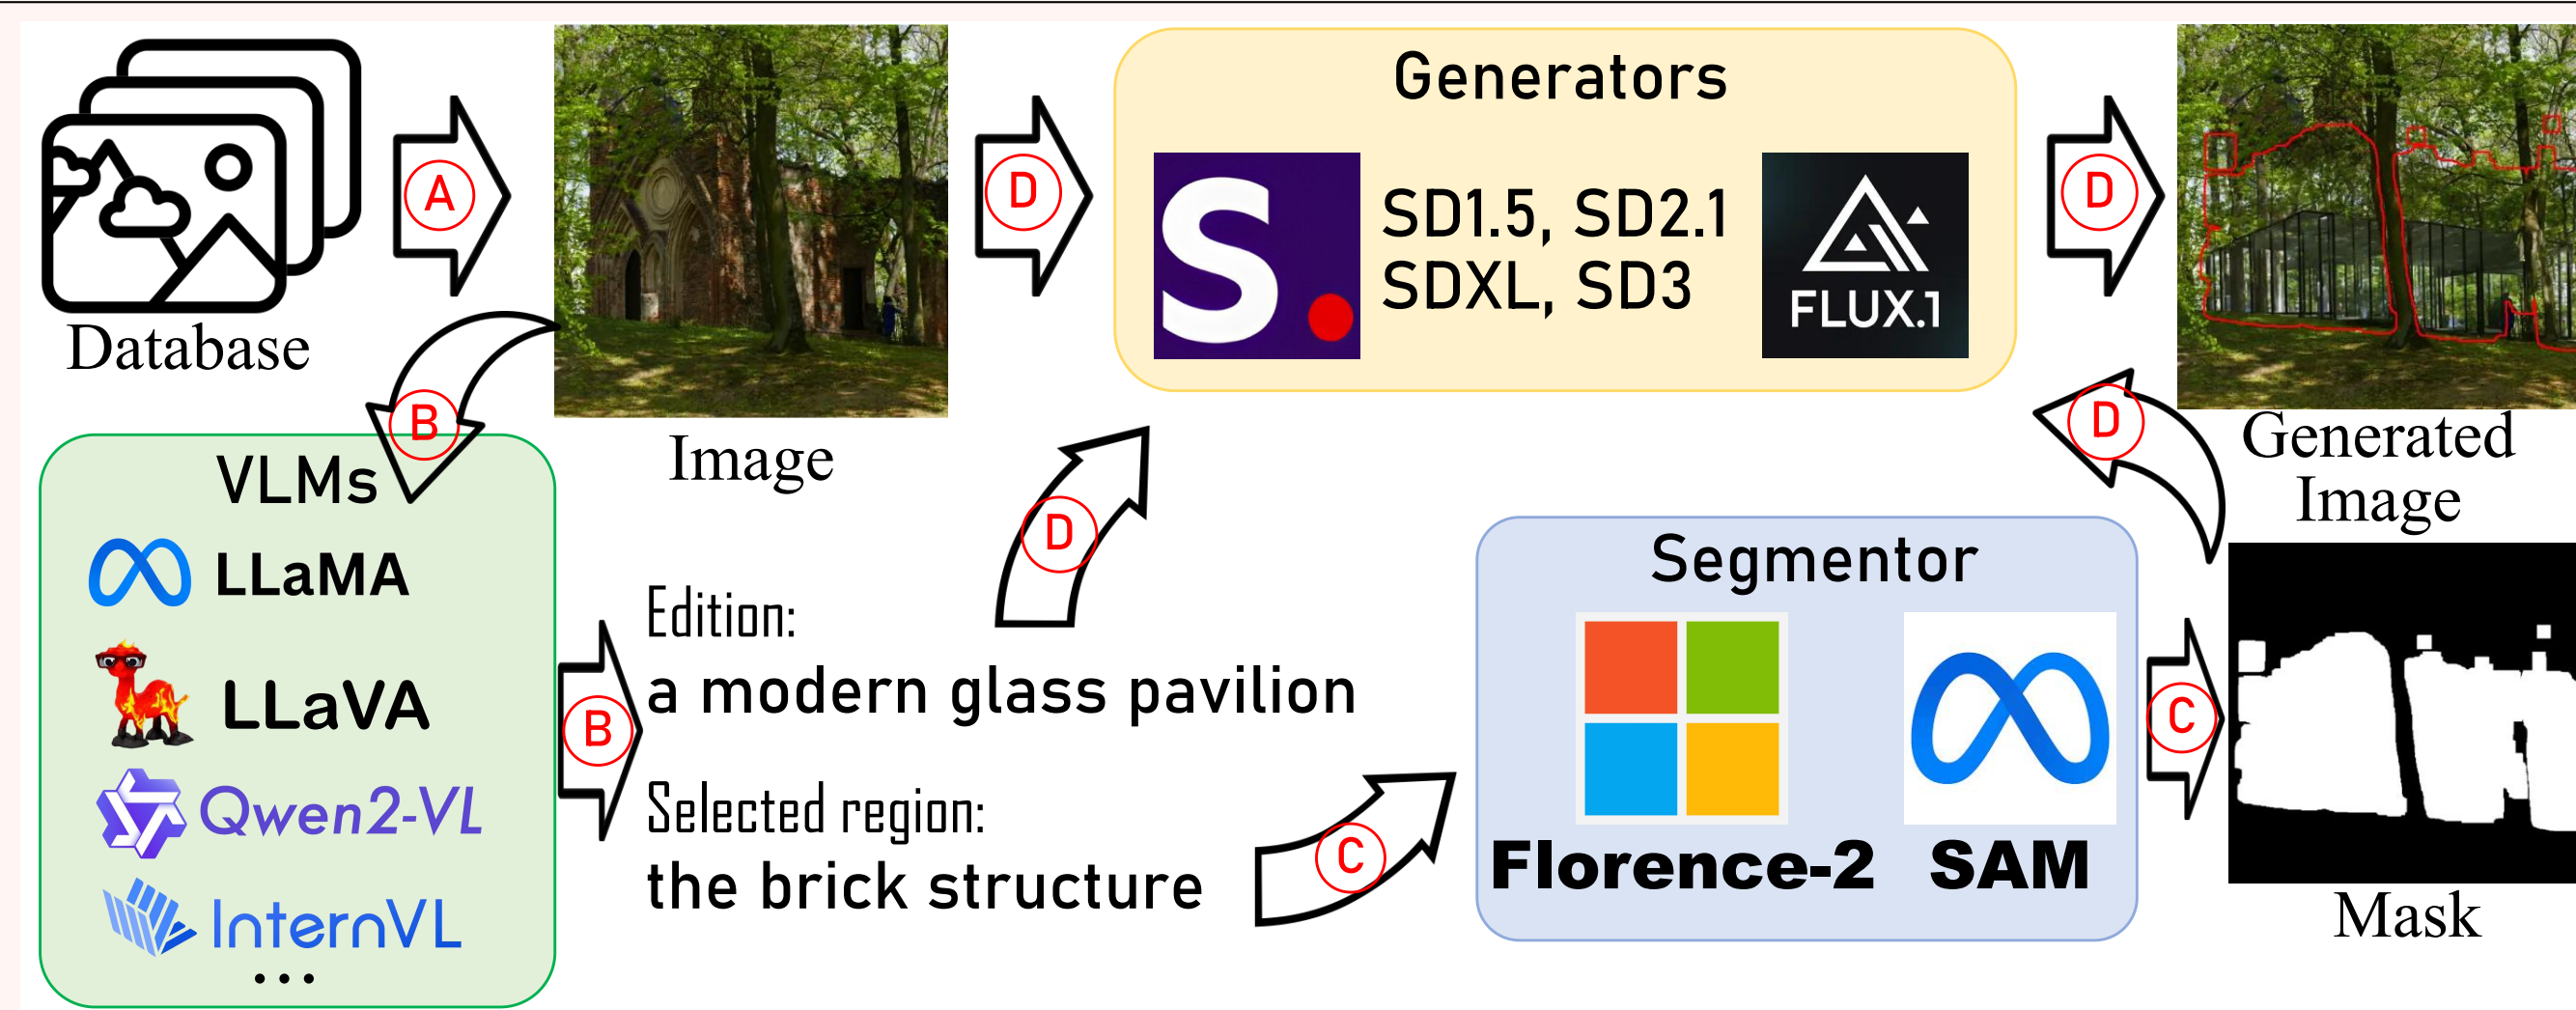 Database
A
Image
D
Generators
S.
SD1.5, SD2.1
SDXL, SD3
FLUX.1
D
Generated
Image
B
VLMs
LLaMA
LLaVA
Qwen2-VL
InternVL
...
B
Edition:
a modern glass pavilion
D
Selected region:
the brick structure
C
Segmentor
Florence-2
SAM
C
D
Mask